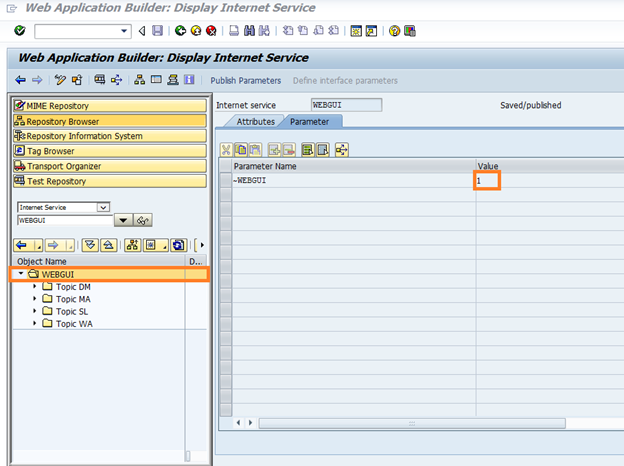 Web Application Builder: Display Internet Service
Web Application Builder: Display Internet Service
Publish Parameters Define interface parameters
MIME Repository
Repository Browser
Repository Information System
Tag Browser
Transport Organizer
Test Repository
Internet Service
WEBGUI
Object Name D...
WEBGUI
Topic DM
Topic MA
Topic SL
Topic WA
Internet service WEBGUI Saved/published
Attributes Parameter
Parameter Name Value
~WEBGUI 1